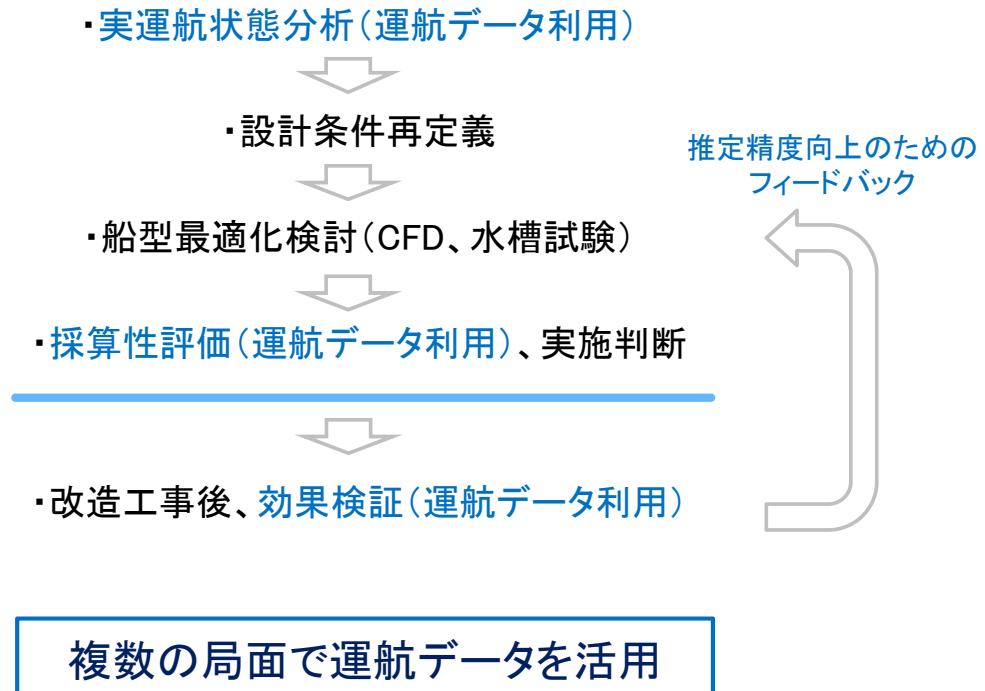 ・実運航状態分析(運航データ利用)
・設計条件再定義
推定精度向上のための
フィードバック
・船型最適化検討(CFD、水槽試験)
・採算性評価(運航データ利用)、実施判断
・改造工事後、効果検証(運航データ利用)
複数の局面で運航データを活用